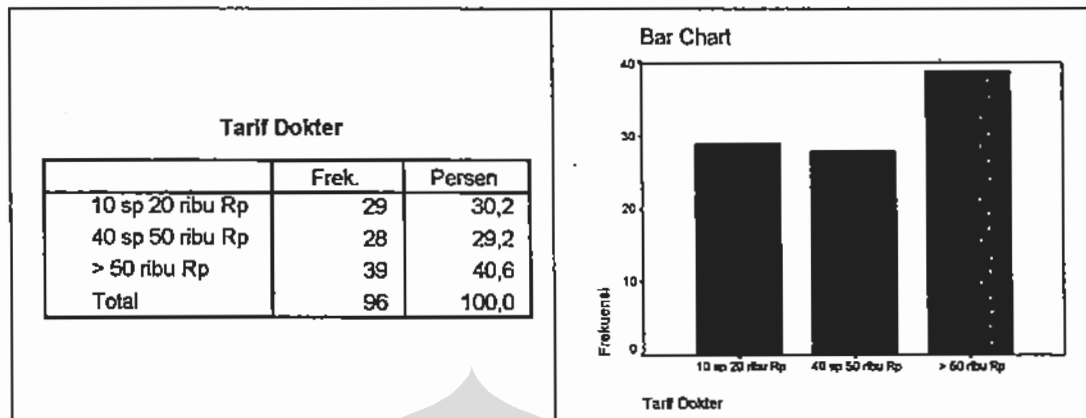 Tarif Dokter
Frek. Persen
10 sp 20 ribu Rp 29 30,2
40 sp 50 ribu Rp 28 29,2
> 50 ribu Rp 39 40,6
Total 96 100,0
Bar Chart
40
30
20
10
0
Frekuensi
10 sp 20 ribu Rp 40 sp 50 ribu Rp > 50 ribu Rp
Tarif Dokter